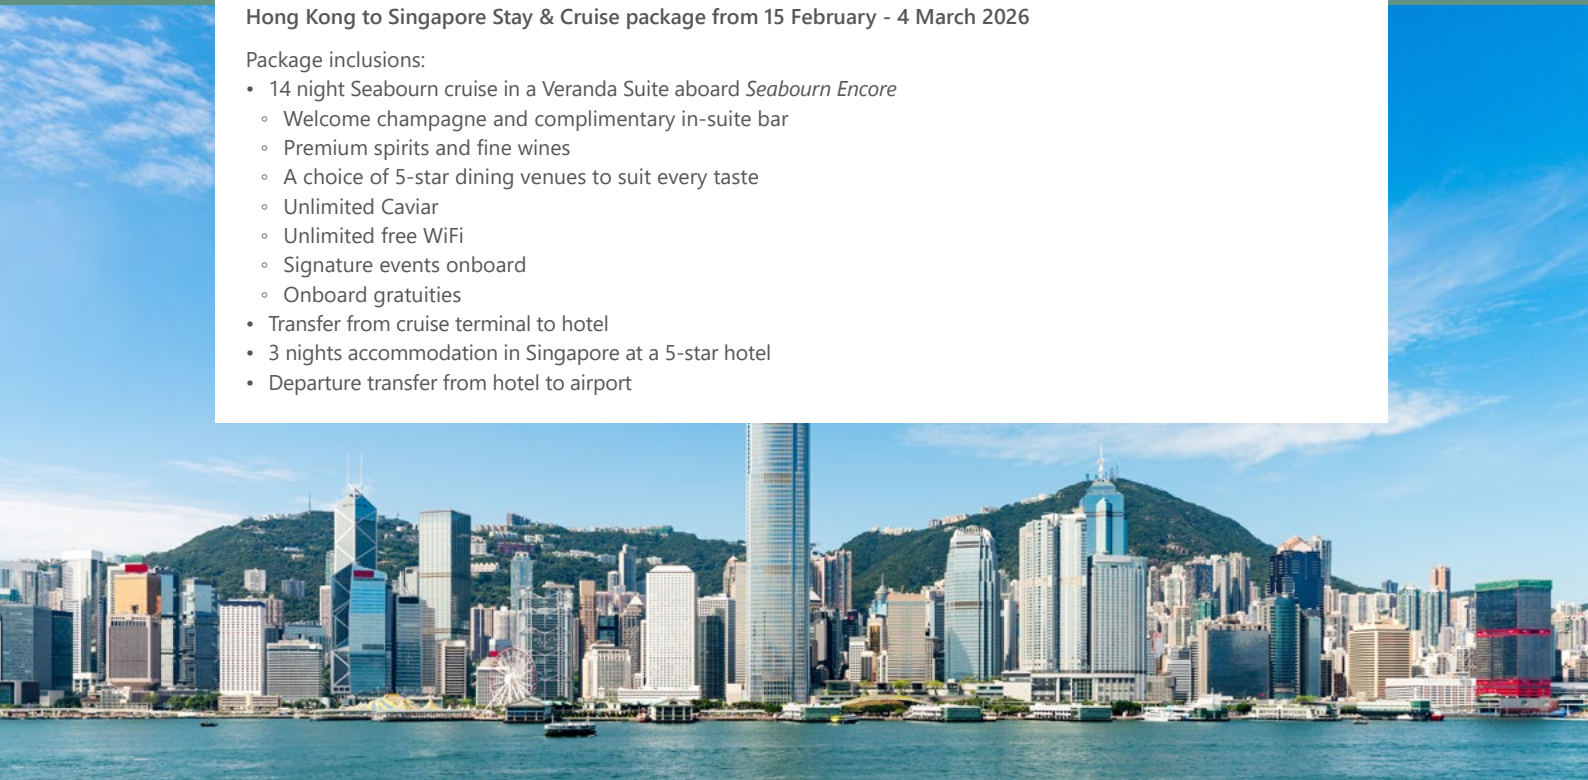 Hong Kong to Singapore Stay & Cruise package from 15 February - 4 March 2026
Package inclusions:
• 14 night Seabourn cruise in a Veranda Suite aboard Seabourn Encore
◦ Welcome champagne and complimentary in-suite bar
◦ Premium spirits and fine wines
◦ A choice of 5-star dining venues to suit every taste
◦ Unlimited Caviar
◦ Unlimited free WiFi
◦ Signature events onboard
◦ Onboard gratuities
• Transfer from cruise terminal to hotel
• 3 nights accommodation in Singapore at a 5-star hotel
• Departure transfer from hotel to airport